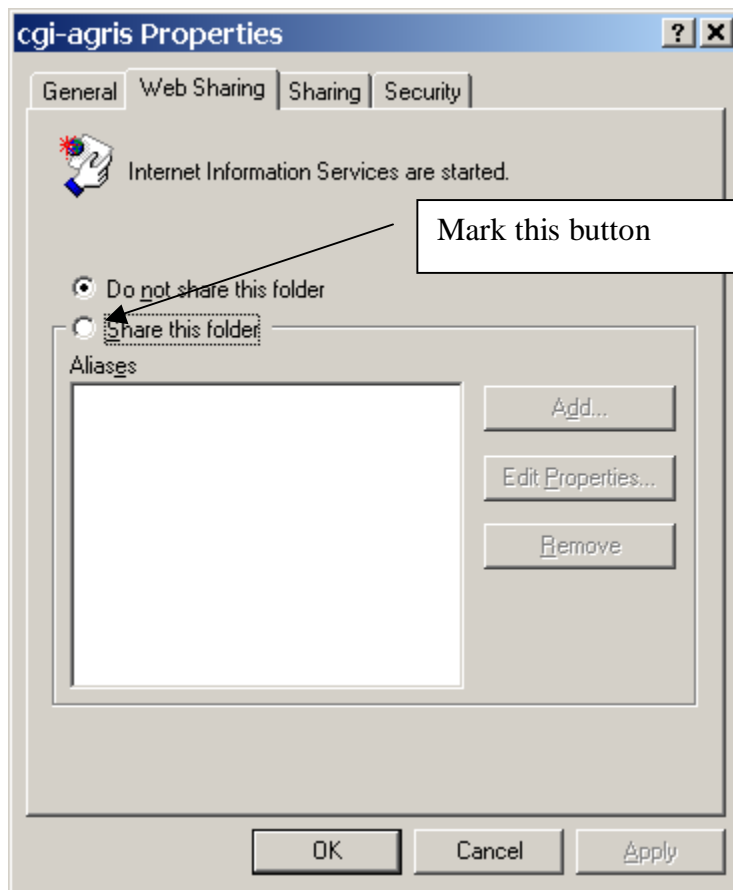 cgi-agris Properties
General Web Sharing Sharing Security
Internet Information Services are started.
Mark this button
Do not share this folder
Share this folder
Aliases
Add...
Edit Properties...
Remove
OK Cancel Apply